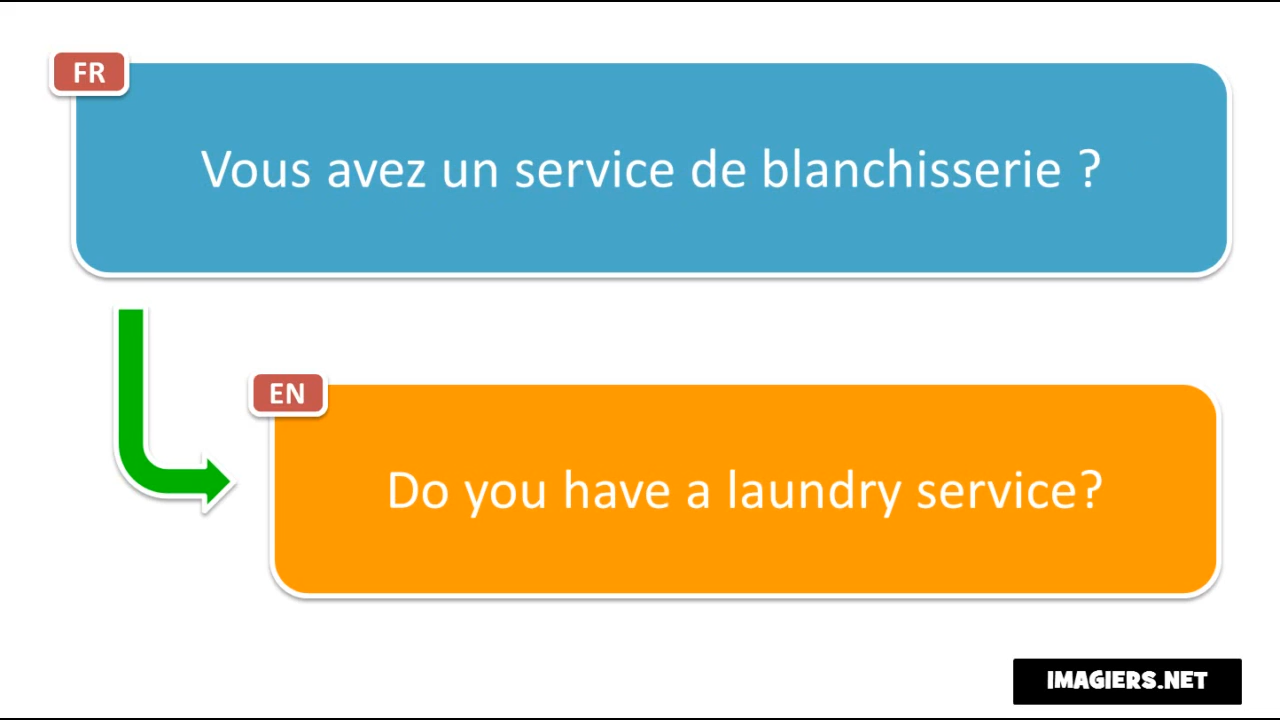 FR
Vous avez un service de blanchisserie ?
EN
Do you have a laundry service?
IMAGIERS.NET